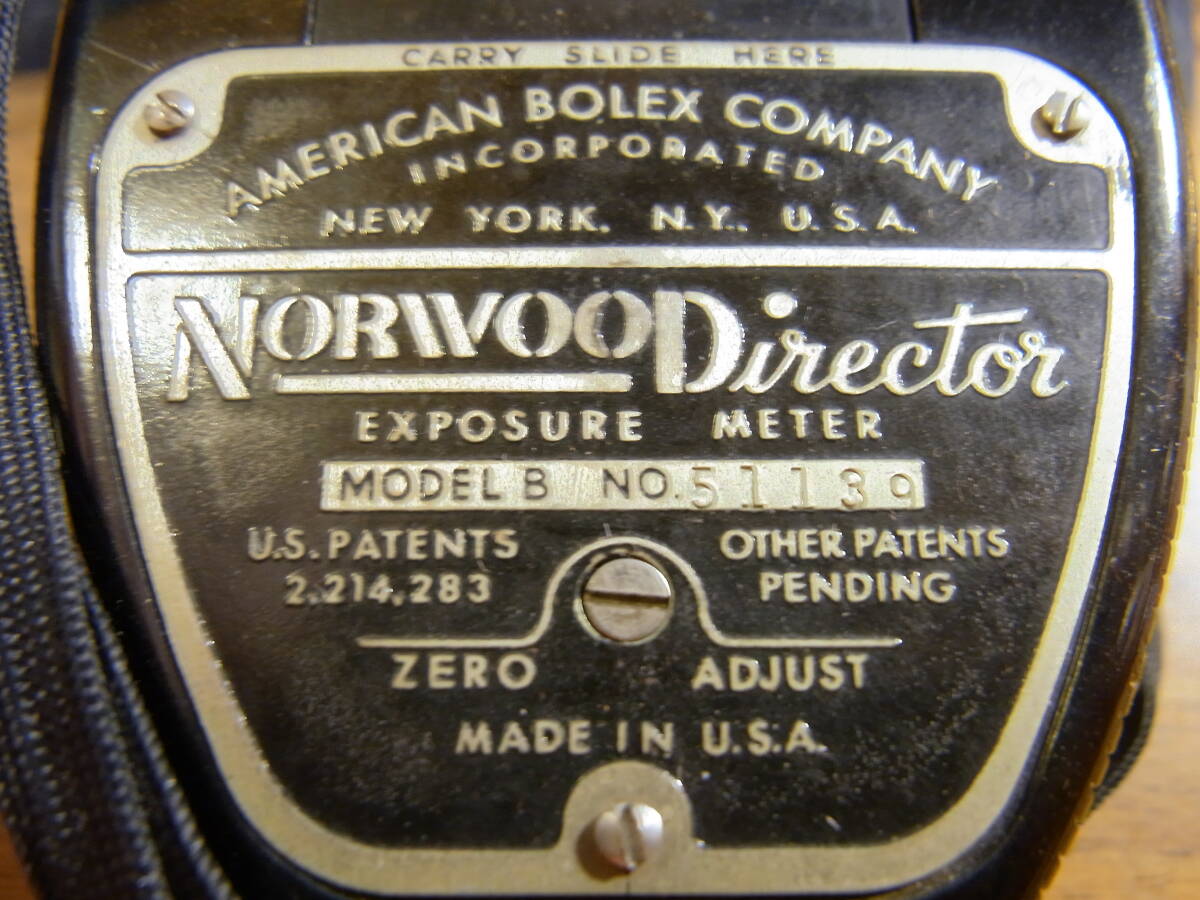 CARRY SLIDE HERE
AMERICAN BOLEX COMPANY
INCORPORATED
NEW YORK. N.Y.. U.S.A.
NORWOOD Director
EXPOSURE METER
MODEL B NO. 51139
U.S. PATENTS
2,214,283
OTHER PATENTS
PENDING
ZERO ADJUST
MADE IN U.S.A.